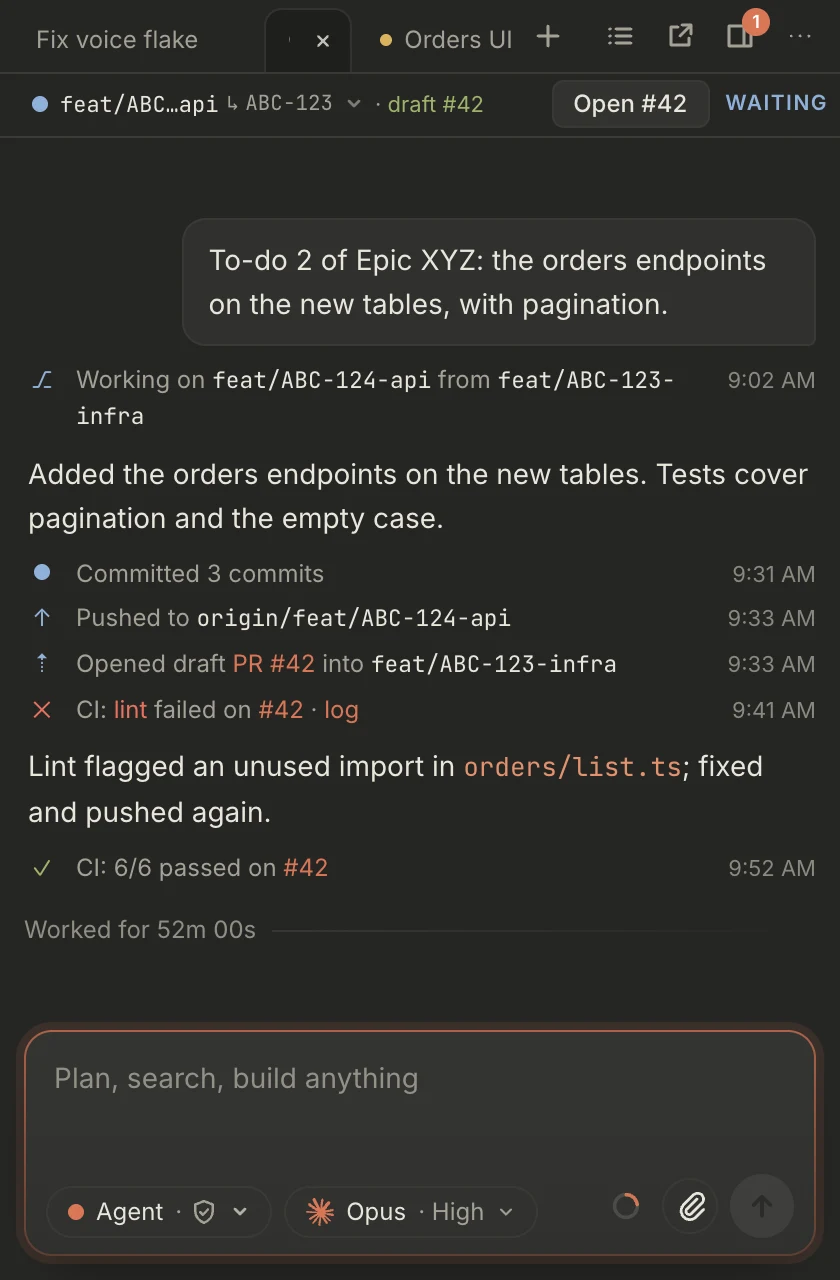 Fix voice flake
Orders UI
1
feat/ABC…api ↳ ABC-123 · draft #42
Open #42
WAITING
To-do 2 of Epic XYZ: the orders endpoints
on the new tables, with pagination.
Working on feat/ABC-124-api from feat/ABC-123-
infra
9:02 AM
Added the orders endpoints on the new tables. Tests cover
pagination and the empty case.
Committed 3 commits 9:31 AM
Pushed to origin/feat/ABC-124-api 9:33 AM
Opened draft PR #42 into feat/ABC-123-infra 9:33 AM
CI: lint failed on #42 · log 9:41 AM
Lint flagged an unused import in orders/list.ts; fixed
and pushed again.
CI: 6/6 passed on #42 9:52 AM
Worked for 52m 00s
Plan, search, build anything
Agent ·
Opus · High